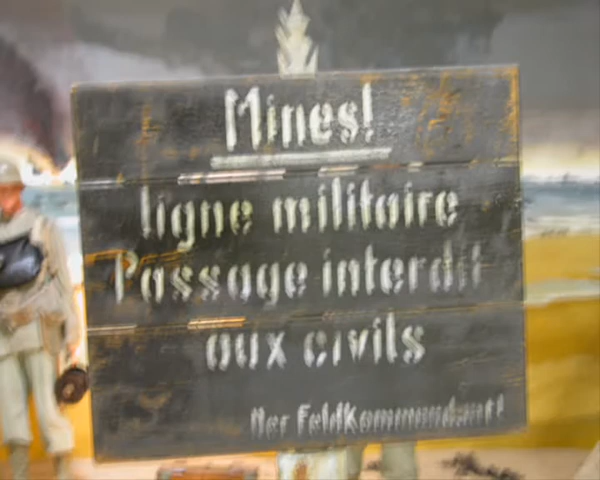 Mines!
ligne militaire
Passage interdit
aux civils
Der Feldkommandant!